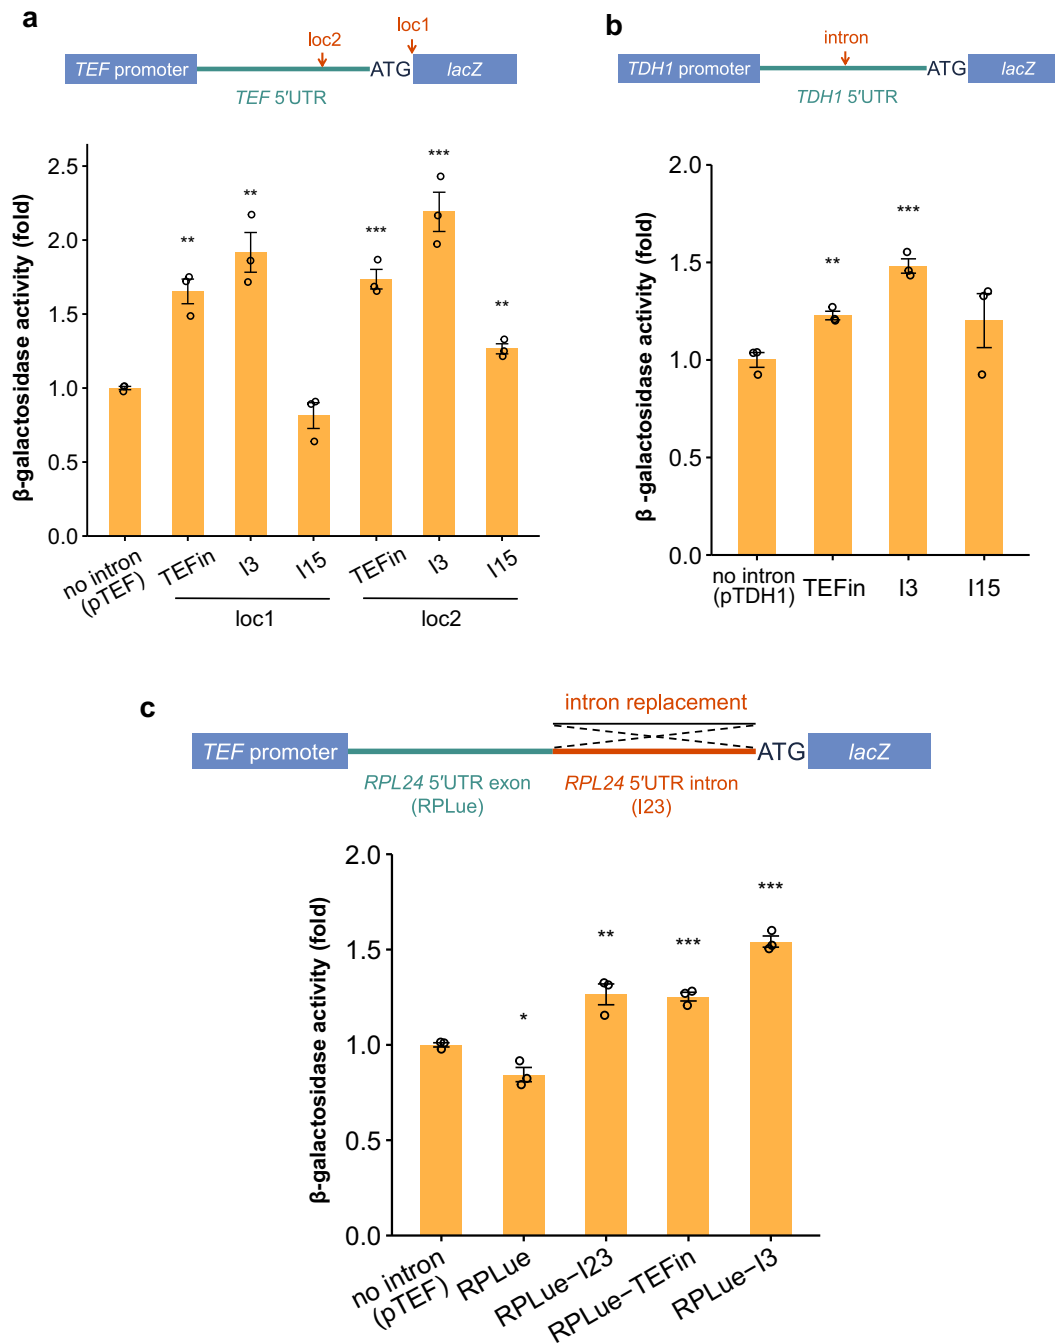 a
loc1
loc2
TEF promoter
ATG
lacZ
TEF 5′UTR
β-galactosidase activity (fold)
2.5
2.0
1.5
1.0
0.5
0.0
**
**
***
***
**
no intron
(pTEF)
TEFin
I3
I15
TEFin
I3
I15
loc1
loc2
b
intron
TDH1 promoter
ATG
lacZ
TDH1 5′UTR
β -galactosidase activity (fold)
2.0
1.5
1.0
0.5
0.0
**
***
no intron
(pTDH1)
TEFin
I3
I15
c
intron replacement
TEF promoter
ATG
lacZ
RPL24 5′UTR exon
(RPLue)
RPL24 5′UTR intron
(I23)
β-galactosidase activity (fold)
2.0
1.5
1.0
0.5
0.0
*
**
***
***
no intron
(pTEF)
RPLue
RPLue−I23
RPLue−TEFin
RPLue−I3